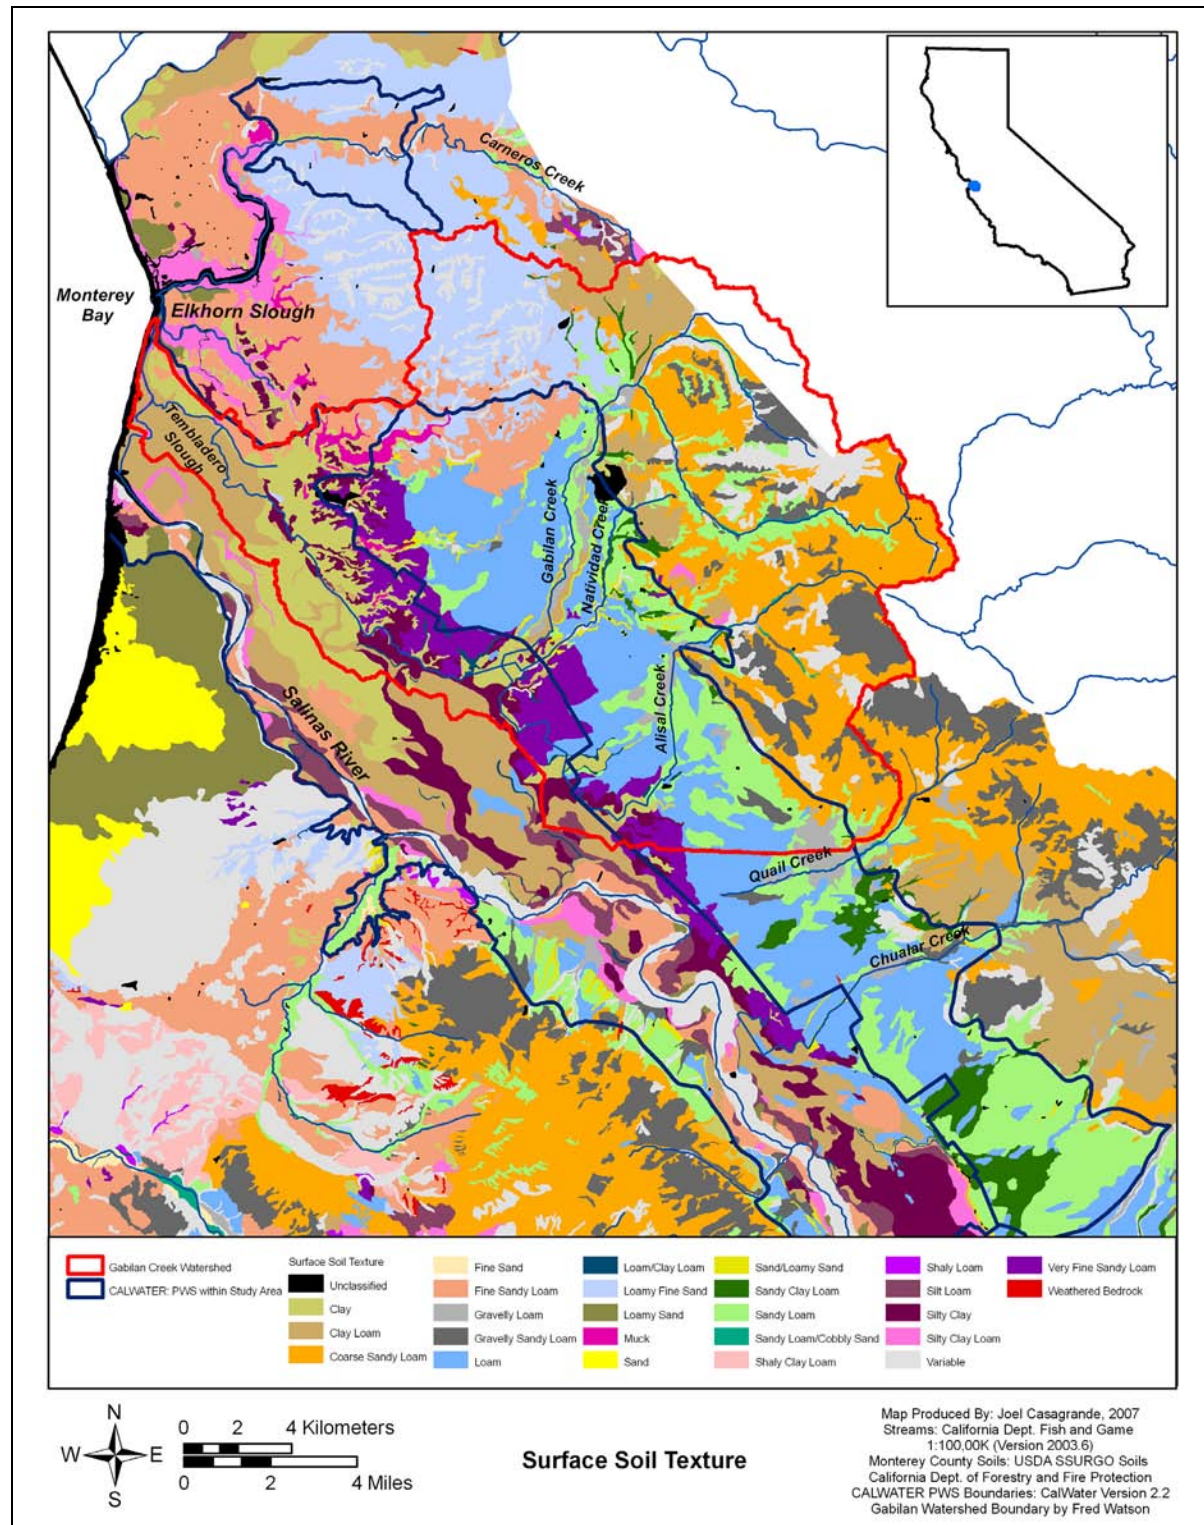 Carneros Creek
Monterey
Bay
Elkhorn Slough
Tembladero
Slough
Gabilan Creek
Natividad Creek
Alisal Creek
Salinas River
Quail Creek
Chualar Creek
Gabilan Creek Watershed
CALWATER: PWS within Study Area
Surface Soil Texture
Unclassified
Clay
Clay Loam
Coarse Sandy Loam
Fine Sand
Fine Sandy Loam
Gravelly Loam
Gravelly Sandy Loam
Loam
Loam/Clay Loam
Loamy Fine Sand
Loamy Sand
Muck
Sand
Sand/Loamy Sand
Sandy Clay Loam
Sandy Loam
Sandy Loam/Cobbly Sand
Shaly Clay Loam
Shaly Loam
Silt Loam
Silty Clay
Silty Clay Loam
Variable
Very Fine Sandy Loam
Weathered Bedrock
N
W E
S
0 2 4 Kilometers
0 2 4 Miles
Surface Soil Texture
Map Produced By: Joel Casagrande, 2007
Streams: California Dept. Fish and Game
1:100,00K (Version 2003.6)
Monterey County Soils: USDA SSURGO Soils
California Dept. of Forestry and Fire Protection
CALWATER PWS Boundaries: CalWater Version 2.2
Gabilan Watershed Boundary by Fred Watson